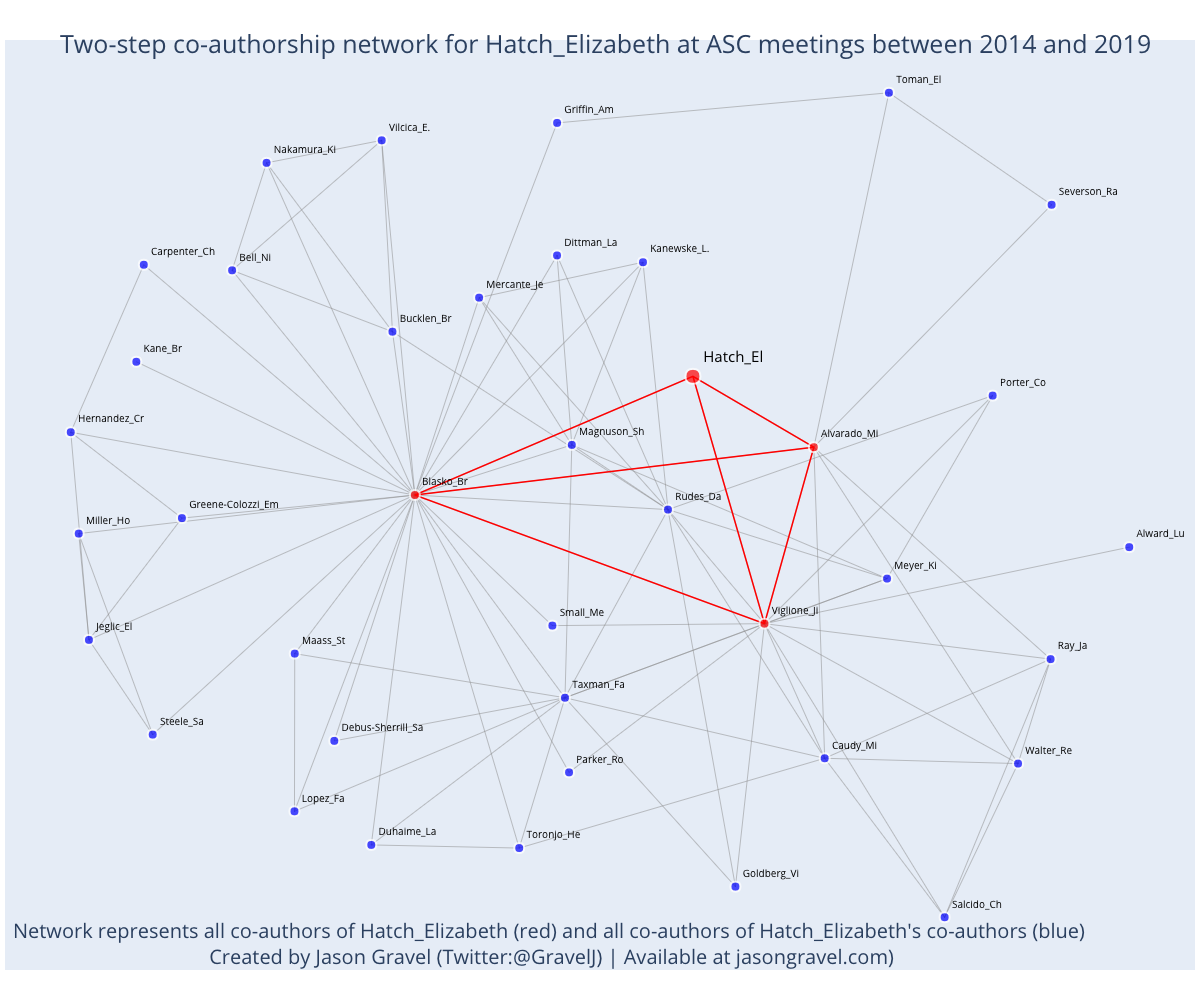 Two-step co-authorship network for Hatch_Elizabeth at ASC meetings between 2014 and 2019
Toman_El
Griffin_Am
Vilcica_E.
Nakamura_Ki
Severson_Ra
Dittman_La
Kanewske_L.
Carpenter_Ch
Bell_Ni
Mercante_Je
Bucklen_Br
Kane_Br
Hatch_El
Porter_Co
Hernandez_Cr
Magnuson_Sh
Alvarado_Mi
Blasko_Br
Rudes_Da
Greene-Colozzi_Em
Miller_Ho
Alward_Lu
Meyer_Ki
Small_Me
Viglione_Ji
Jeglic_El
Maass_St
Ray_Ja
Taxman_Fa
Steele_Sa
Debus-Sherrill_Sa
Caudy_Mi
Walter_Re
Parker_Ro
Lopez_Fa
Duhaime_La
Toronjo_He
Goldberg_Vi
Salcido_Ch
Network represents all co-authors of Hatch_Elizabeth (red) and all co-authors of Hatch_Elizabeth's co-authors (blue)
Created by Jason Gravel (Twitter:@GravelJ) | Available at jasongravel.com)